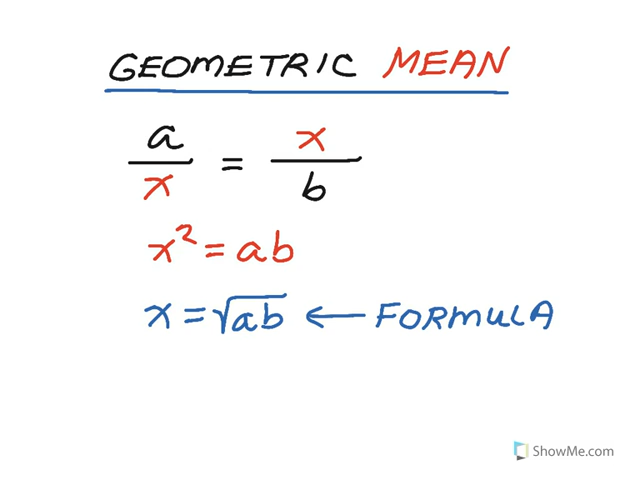 GEOMETRIC MEAN
a/x = x/b
x² = ab
x = √ab ← FORMULA
ShowMe.com